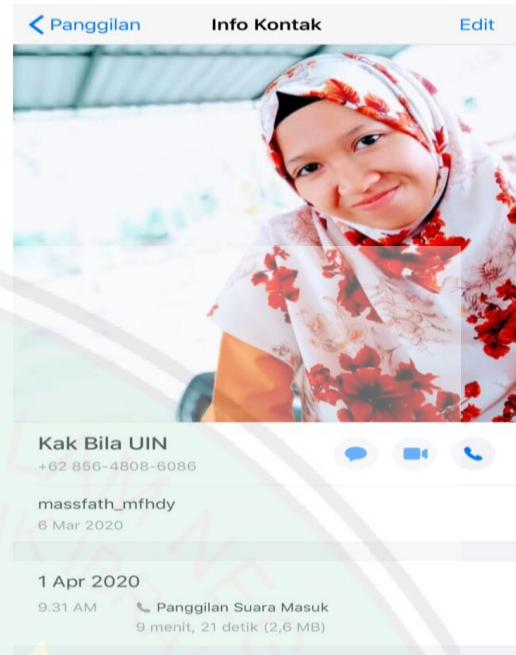 Panggilan Info Kontak Edit
Kak Bila UIN
+62 856-4808-6086
massfath_mfhdy
6 Mar 2020
1 Apr 2020
9.31 AM Panggilan Suara Masuk
9 menit, 21 detik (2,6 MB)